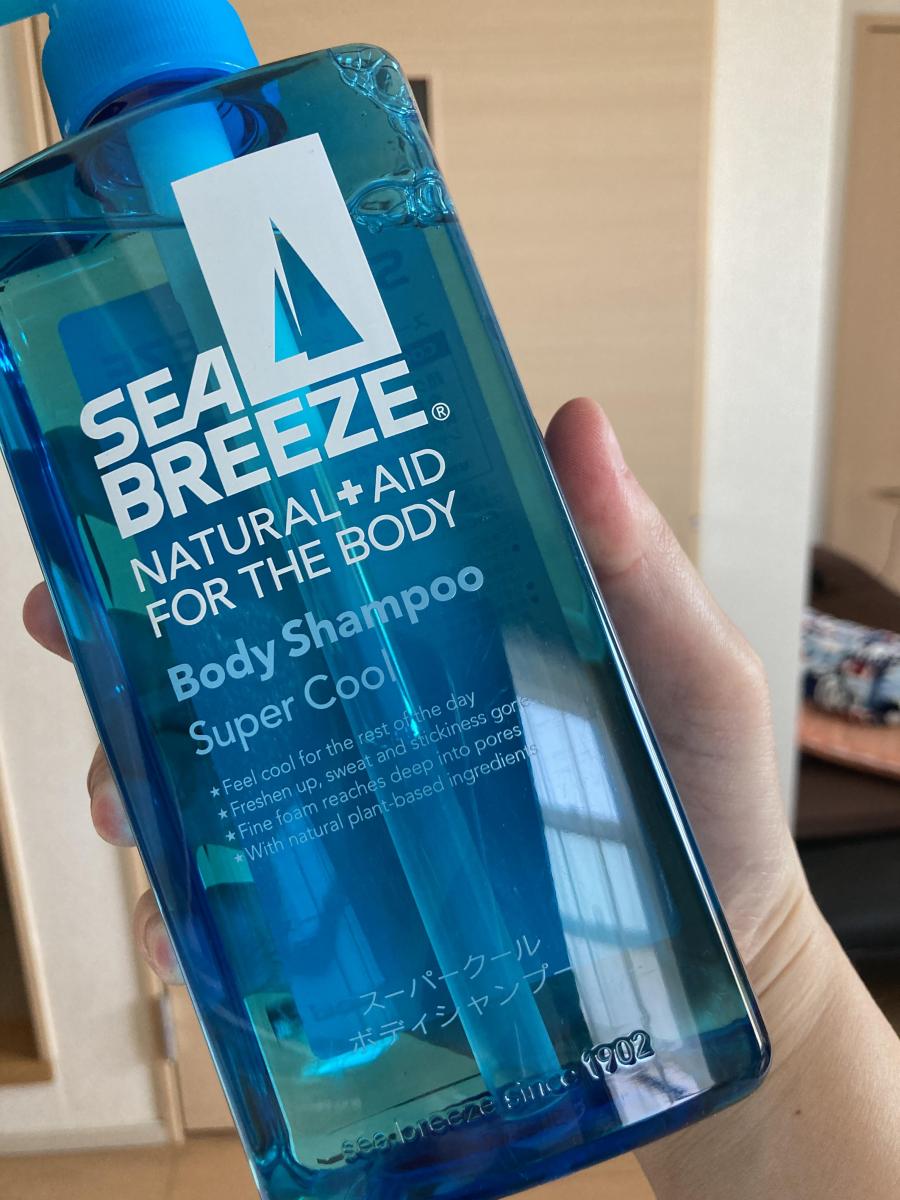 SEA
BREEZE®
NATURAL+AID
FOR THE BODY
Body Shampoo
Super Cool
★Feel cool for the rest of the day
★Freshen up, sweat and stickiness gone
★Fine foam reaches deep into pores
★With natural plant-based ingredients
スーパークール
ボディシャンプー
sea breeze since 1902